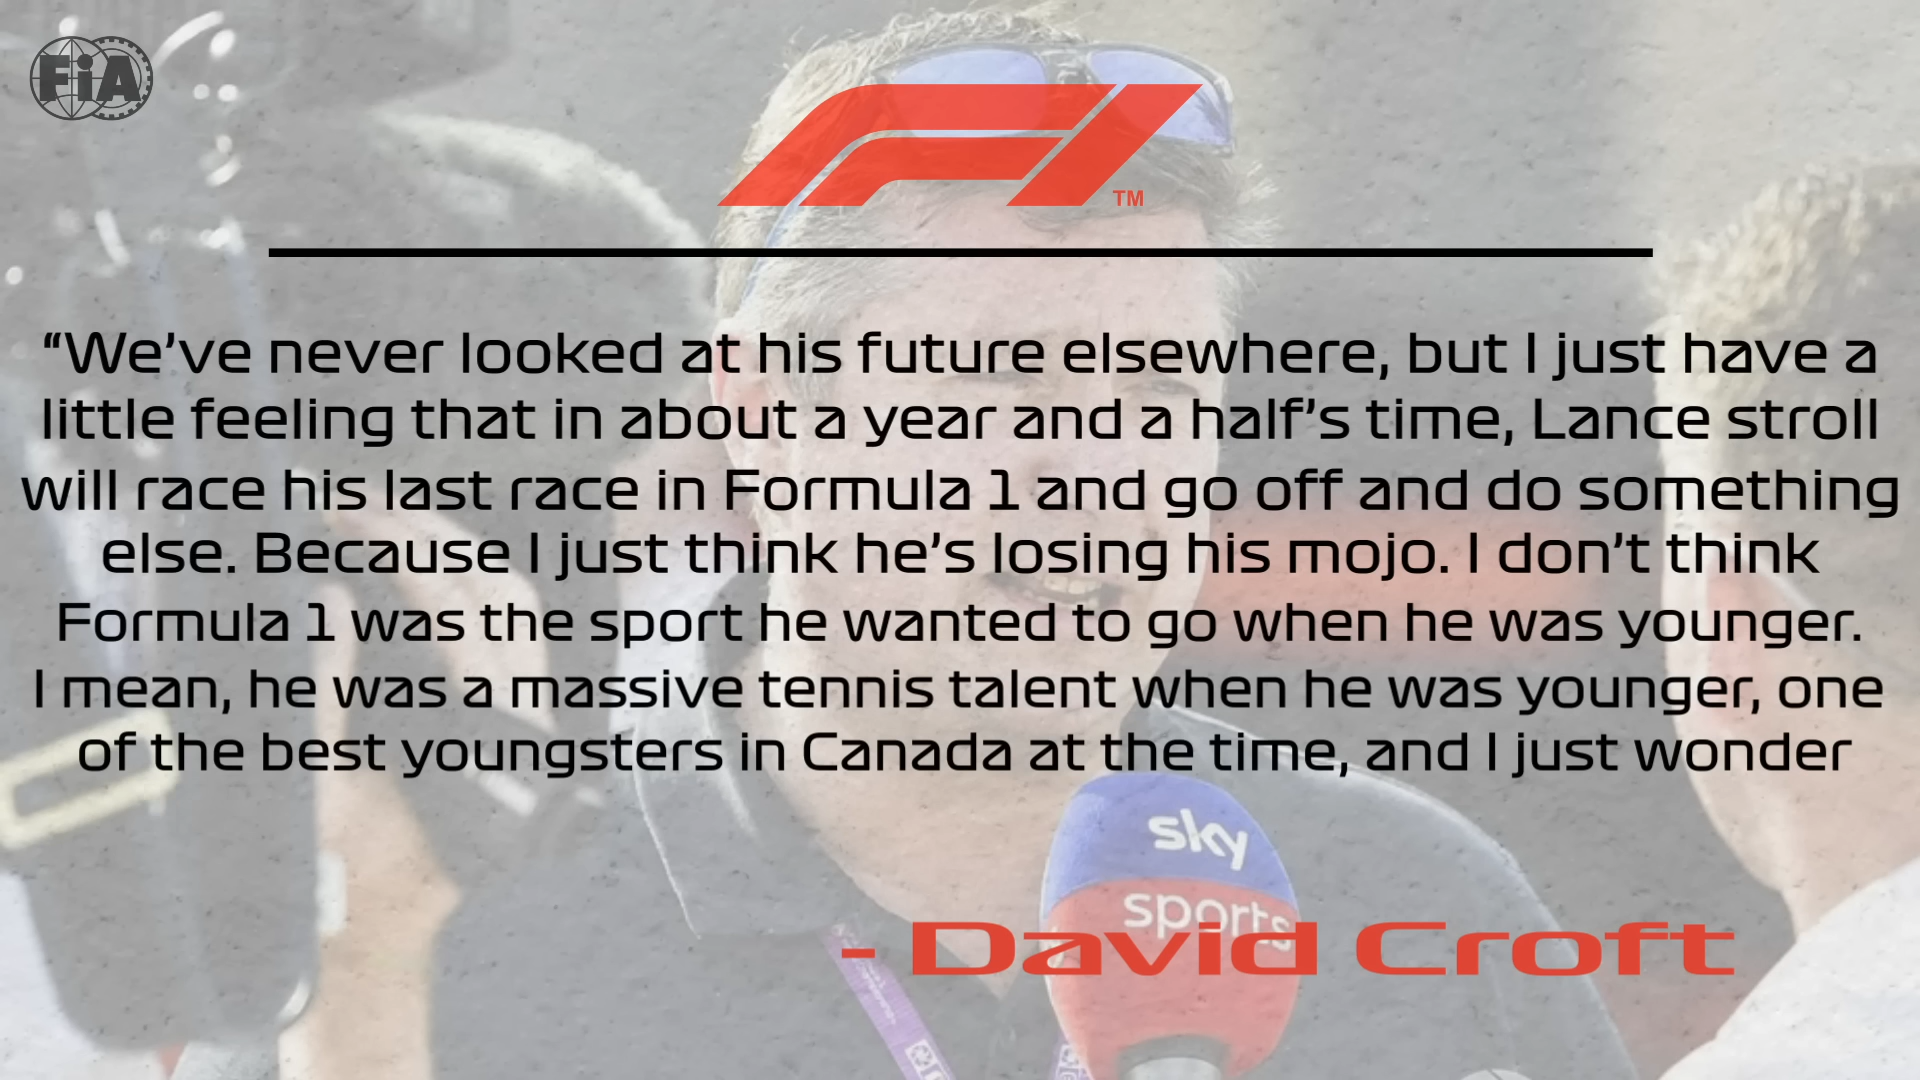 FiA
F1
TM
“We’ve never looked at his future elsewhere, but I just have a
little feeling that in about a year and a half’s time, Lance stroll
will race his last race in Formula 1 and go off and do something
else. Because I just think he’s losing his mojo. I don’t think
Formula 1 was the sport he wanted to go when he was younger.
I mean, he was a massive tennis talent when he was younger, one
of the best youngsters in Canada at the time, and I just wonder
sky
sports
- David Croft